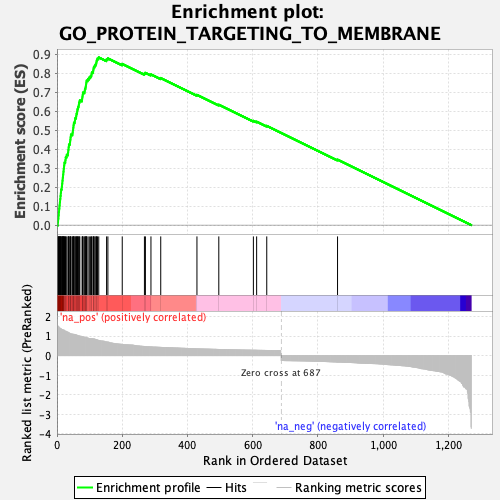 Enrichment plot:
GO_PROTEIN_TARGETING_TO_MEMBRANE
Enrichment score (ES)
0.9
0.8
0.7
0.6
0.5
0.4
0.3
0.2
0.1
0.0
'na_pos' (positively correlated)
Ranked list metric (PreRanked)
2
1
0
-1
-2
-3
-4
Zero cross at 687
'na_neg' (negatively correlated)
0
200
400
600
800
1,000
1,200
Rank in Ordered Dataset
Enrichment profile
Hits
Ranking metric scores